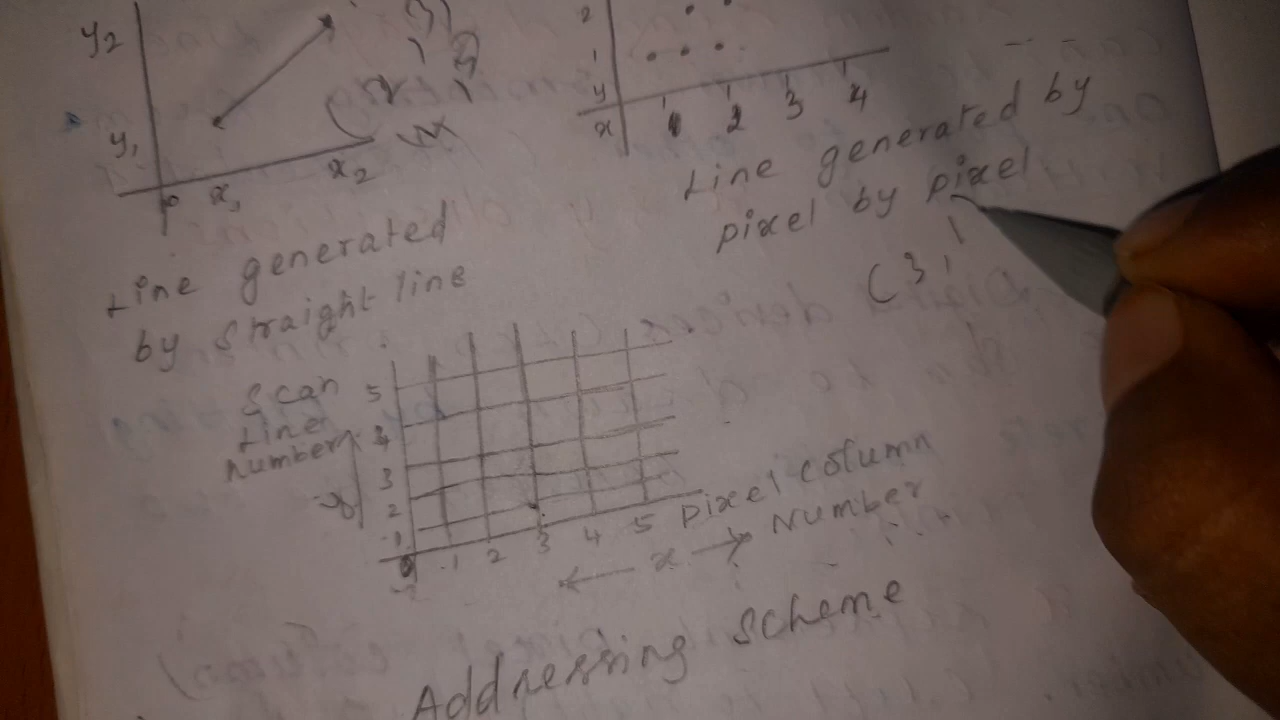 y2
y1
0 x1 x2
2
1
y
x 1 2 3 4
Line generated
by straight line
Line generated by
pixel by pixel
(3,
Scan
Line
number
y
5
4
3
2
1
0 1 2 3 4 5
Pixel column
Number
x
Addressing Scheme